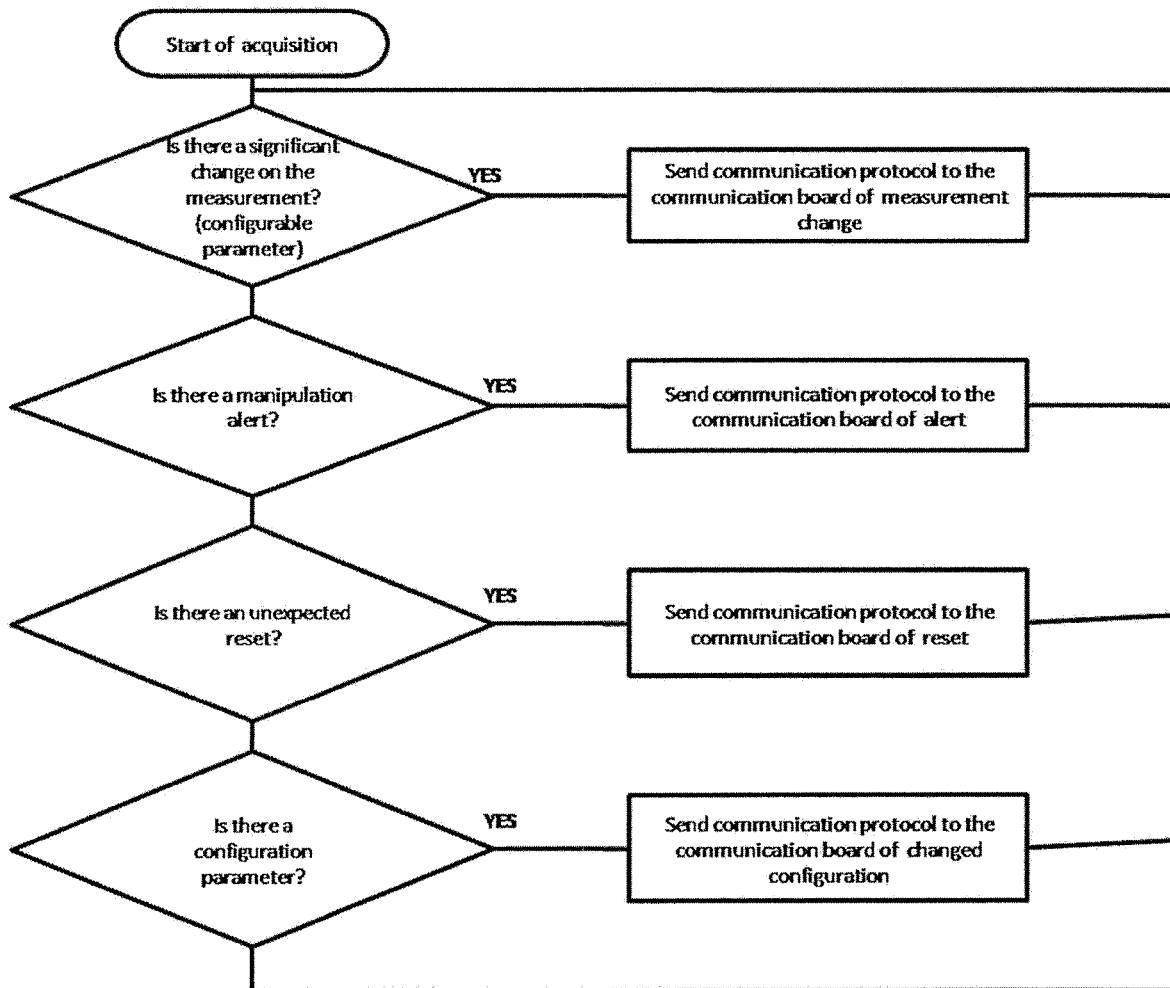 Start of acquisition
Is there a significant
change on the
measurement?
(configurable
parameter)
YES
Send communication protocol to the
communication board of measurement
change
Is there a manipulation
alert?
YES
Send communication protocol to the
communication board of alert
Is there an unexpected
reset?
YES
Send communication protocol to the
communication board of reset
Is there a
configuration
parameter?
YES
Send communication protocol to the
communication board of changed
configuration